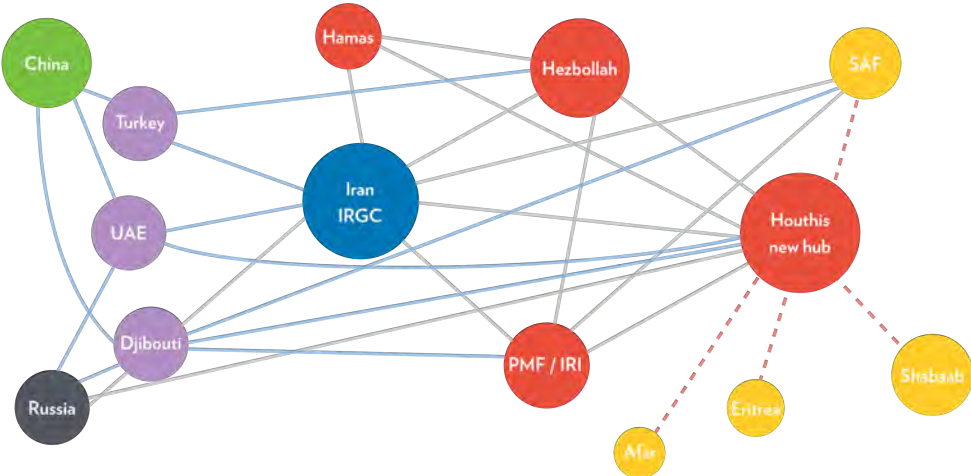 Hamas
China
Hezbollah
SAF
Turkey
Iran
IRGC
UAE
Houthis
new hub
Djibouti
PMF / IRI
Shabaab
Russia
Eritrea
Afar